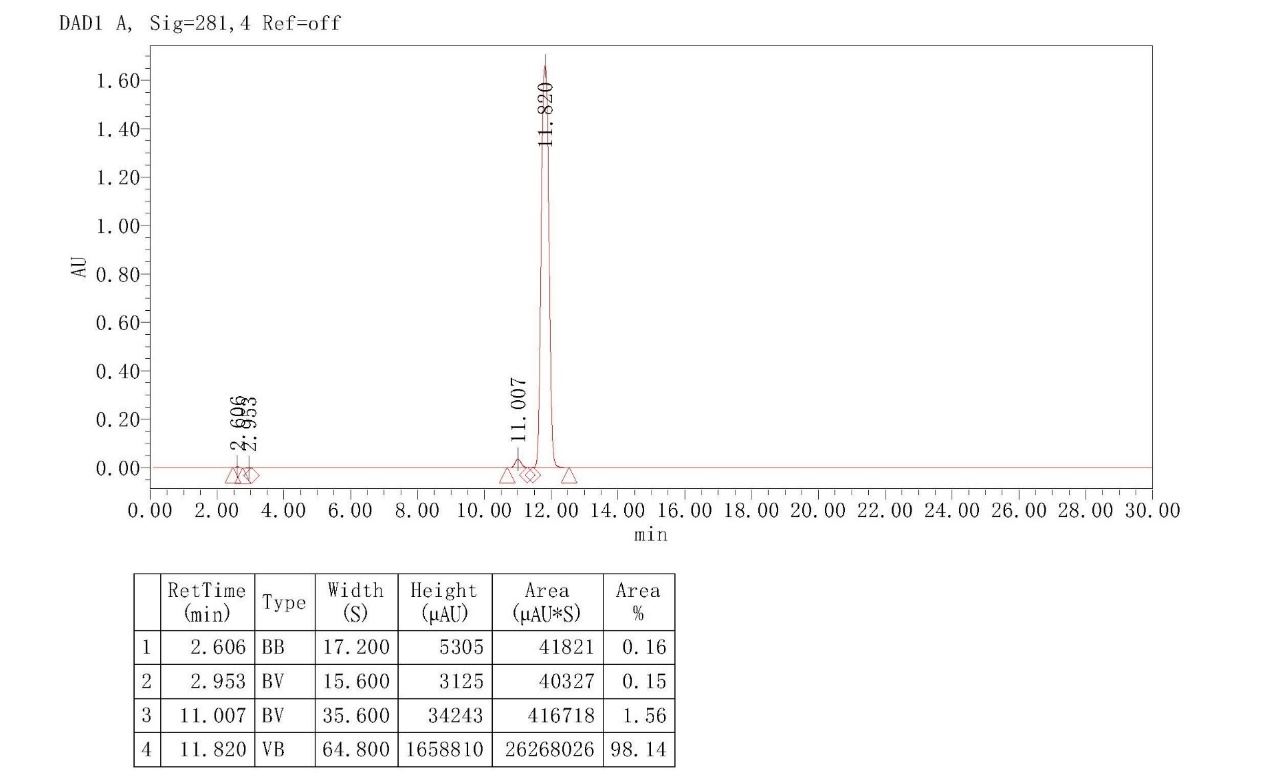 DAD1 A, Sig=281,4 Ref=off
1.60
1.40
1.20
1.00
0.80
0.60
0.40
0.20
0.00
AU
2.606
2.953
11.007
11.820
0.00 2.00 4.00 6.00 8.00 10.00 12.00 14.00 16.00 18.00 20.00 22.00 24.00 26.00 28.00 30.00
min
RetTime (min) Type Width (S) Height (µAU) Area (µAU*S) Area %
1 2.606 BB 17.200 5305 41821 0.16
2 2.953 BV 15.600 3125 40327 0.15
3 11.007 BV 35.600 34243 416718 1.56
4 11.820 VB 64.800 1658810 26268026 98.14